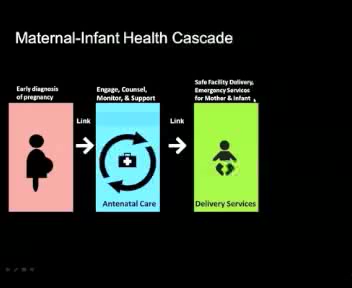 Maternal-Infant Health Cascade
Early diagnosis
of pregnancy
Engage, Counsel,
Monitor, & Support
Safe Facility Delivery,
Emergency Services
for Mother & Infant
Link
Link
Antenatal Care
Delivery Services